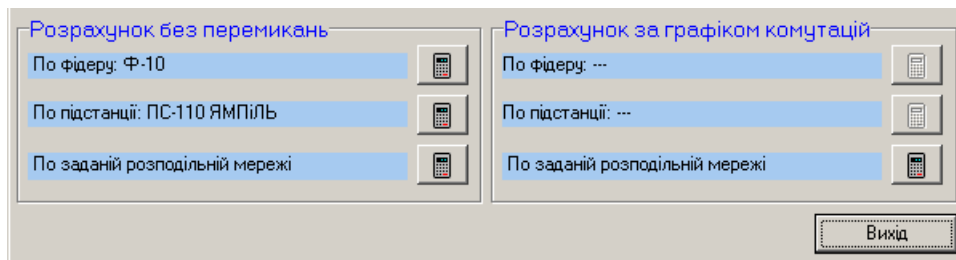 Розрахунок без перемикань
По фідеру: Ф-10
По підстанції: ПС-110 ЯМПіЛЬ
По заданій розподільній мережі
Розрахунок за графіком комутацій
По фідеру: ---
По підстанції: ---
По заданій розподільній мережі
Вихід